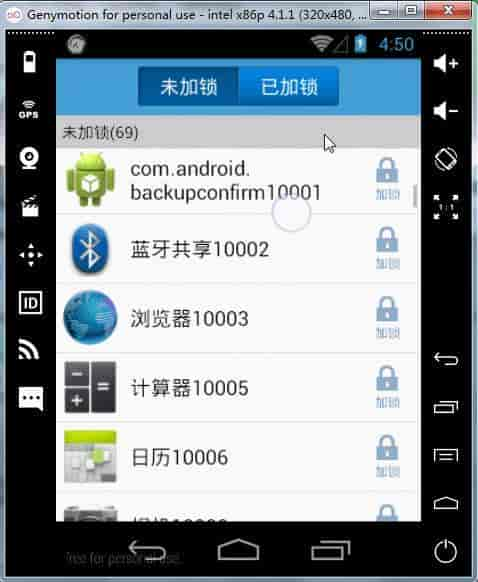 Genymotion for personal use - intel x86p 4.1.1 (320x480, ...
4:50
GPS
未加锁
已加锁
未加锁(69)
com.android.
backupconfirm10001
加锁
蓝牙共享10002
加锁
1:1
浏览器10003
加锁
ID
计算器10005
加锁
日历10006
加锁
free for personal use